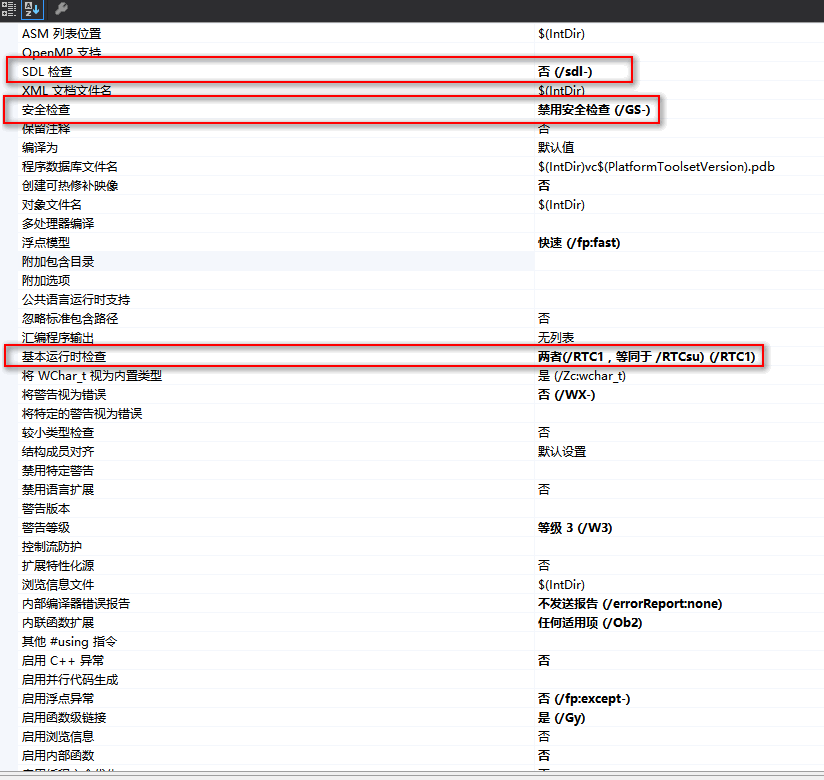 ASM 列表位置 $(IntDir)
OpenMP 支持
SDL 检查 否 (/sdl-)
XML 文档文件名 $(IntDir)
安全检查 禁用安全检查 (/GS-)
保留注释 否
编译为 默认值
程序数据库文件名 $(IntDir)vc$(PlatformToolsetVersion).pdb
创建可热修补映像 否
对象文件名 $(IntDir)
多处理器编译
浮点模型 快速 (/fp:fast)
附加包含目录
附加选项
公共语言运行时支持
忽略标准包含路径 否
汇编程序输出 无列表
基本运行时检查 两者(/RTC1，等同于 /RTCsu) (/RTC1)
将 WChar_t 视为内置类型 是 (/Zc:wchar_t)
将警告视为错误 否 (/WX-)
将特定的警告视为错误
较小类型检查 否
结构成员对齐 默认设置
禁用特定警告
禁用语言扩展 否
警告版本
警告等级 等级 3 (/W3)
控制流防护
扩展特性化源 否
浏览信息文件 $(IntDir)
内部编译器错误报告 不发送报告 (/errorReport:none)
内联函数扩展 任何适用项 (/Ob2)
其他 #using 指令
启用 C++ 异常 否
启用并行代码生成
启用浮点异常 否 (/fp:except-)
启用函数级链接 是 (/Gy)
启用浏览信息 否
启用内部函数 否